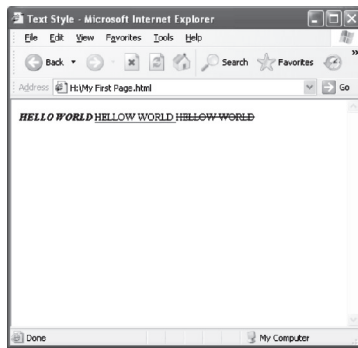 Text Style - Microsoft Internet Explorer
File Edit View Favorites Tools Help
Back Search Favorites »
Address H:\My First Page.html Go
HELLO WORLD HELLOW WORLD HELLOW WORLD
Done My Computer